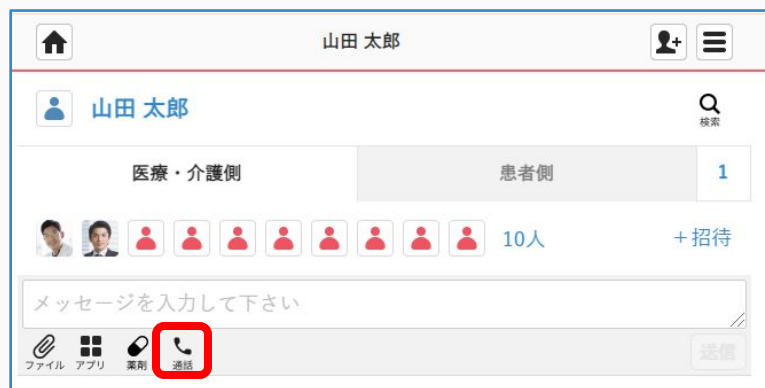 山田 太郎
山田 太郎
検索
医療・介護側 患者側 1
10人 +招待
メッセージを入力して下さい
ファイル アプリ 薬剤 通話 送信